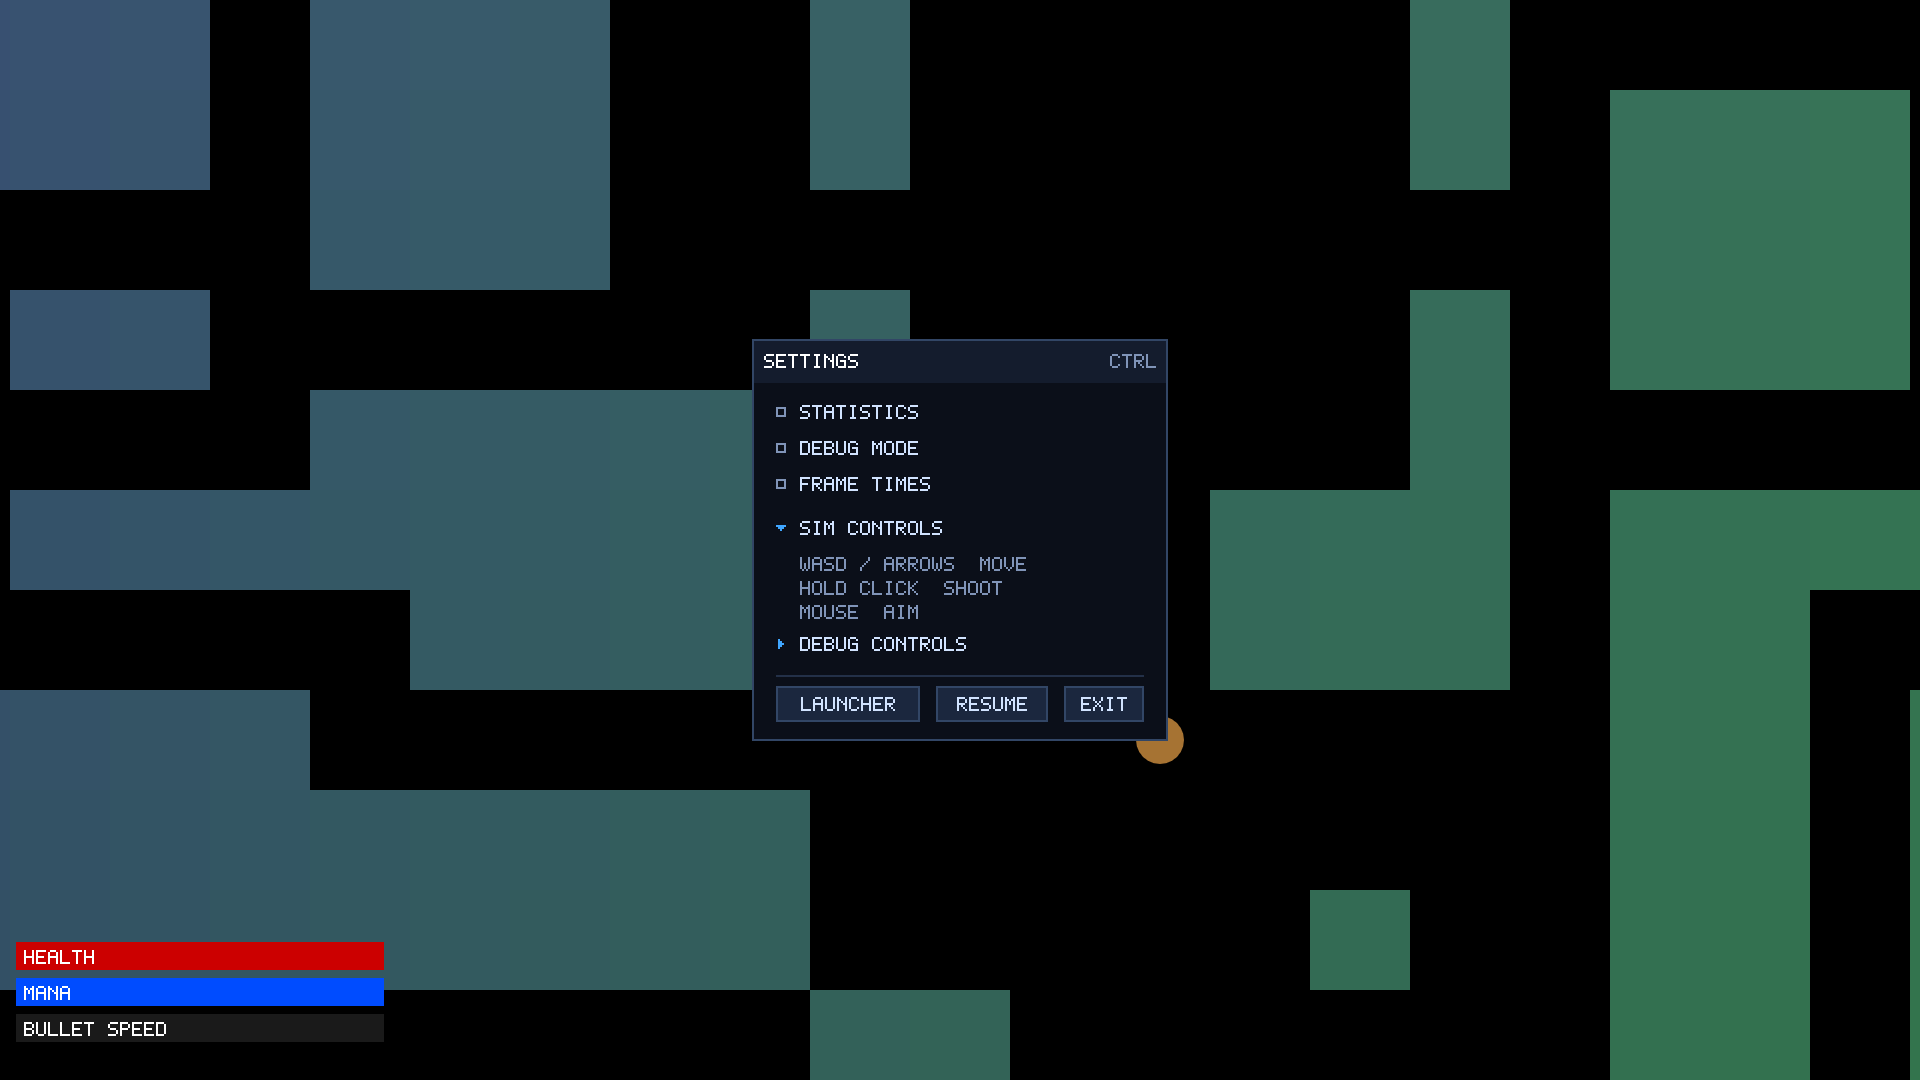 SETTINGS CTRL
STATISTICS
DEBUG MODE
FRAME TIMES
SIM CONTROLS
WASD / ARROWS MOVE
HOLD CLICK SHOOT
MOUSE AIM
DEBUG CONTROLS
LAUNCHER RESUME EXIT
HEALTH
MANA
BULLET SPEED